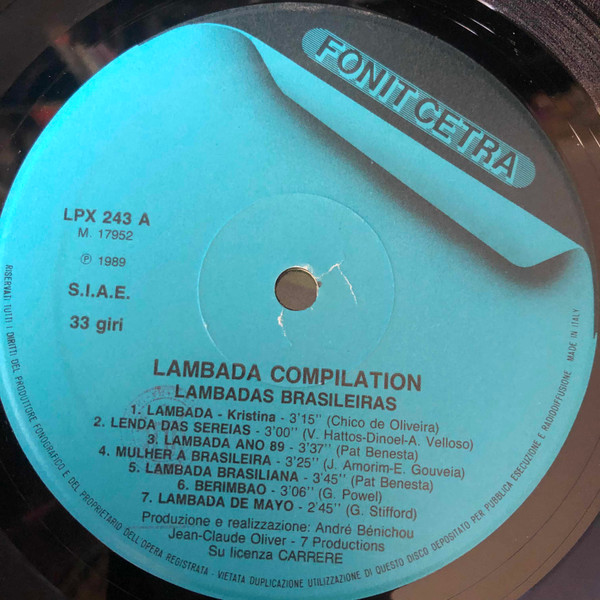 FONIT CETRA
LPX 243 A
M. 17952
℗ 1989
S.I.A.E.
33 giri
LAMBADA COMPILATION
LAMBADAS BRASILEIRAS
1. LAMBADA - Kristina - 3'15" (Chico de Oliveira)
2. LENDA DAS SEREIAS - 3'00" (V. Hattos-Dinoel-A. Velloso)
3. LAMBADA ANO 89 - 3'37" (Pat Benesta)
4. MULHER A BRASILEIRA - 3'25" (J. Amorim-E. Gouveia)
5. LAMBADA BRASILIANA - 3'45" (Pat Benesta)
6. BERIMBAO - 3'06" (G. Powel)
7. LAMBADA DE MAYO - 2'45" (G. Stifford)
Produzione e realizzazione: André Bénichou
Jean-Claude Oliver - 7 Productions
Su licenza CARRERE
RISERVATI TUTTI I DIRITTI DEL PRODUTTORE FONOGRAFICO E DEL PROPRIETARIO DELL'OPERA REGISTRATA - VIETATA DUPLICAZIONE UTILIZZAZIONE DI QUESTO DISCO DEPOSITATO PER PUBBLICA ESECUZIONE E RADIODIFFUSIONE. MADE IN ITALY